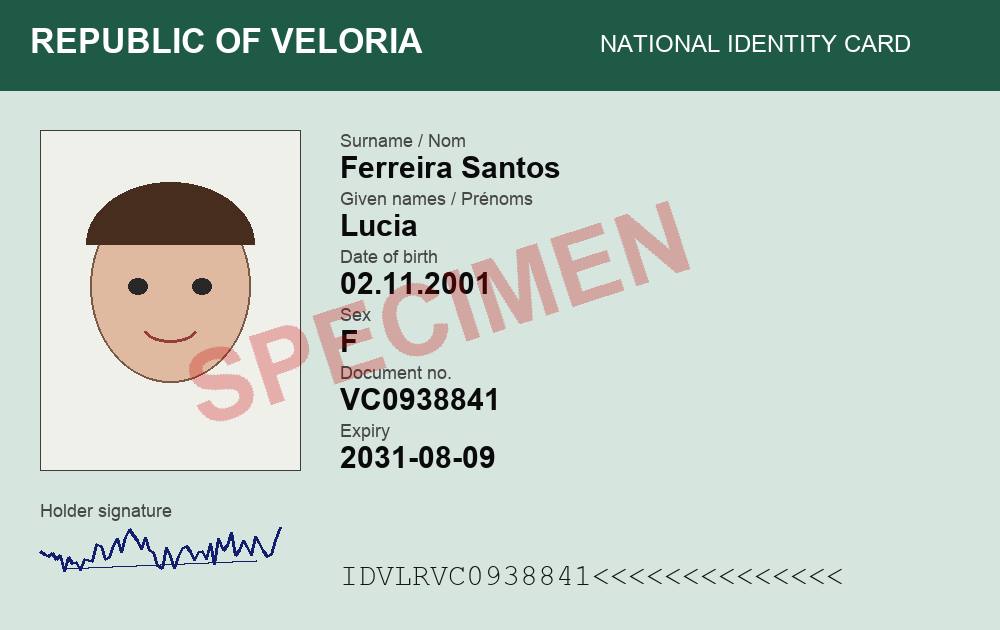 REPUBLIC OF VELORIA
NATIONAL IDENTITY CARD
Surname / Nom
Ferreira Santos
Given names / Prénoms
Lucia
Date of birth
02.11.2001
Sex
F
Document no.
VC0938841
Expiry
2031-08-09
SPECIMEN
Holder signature
IDVLRVC0938841<<<<<<<<<<<<<<